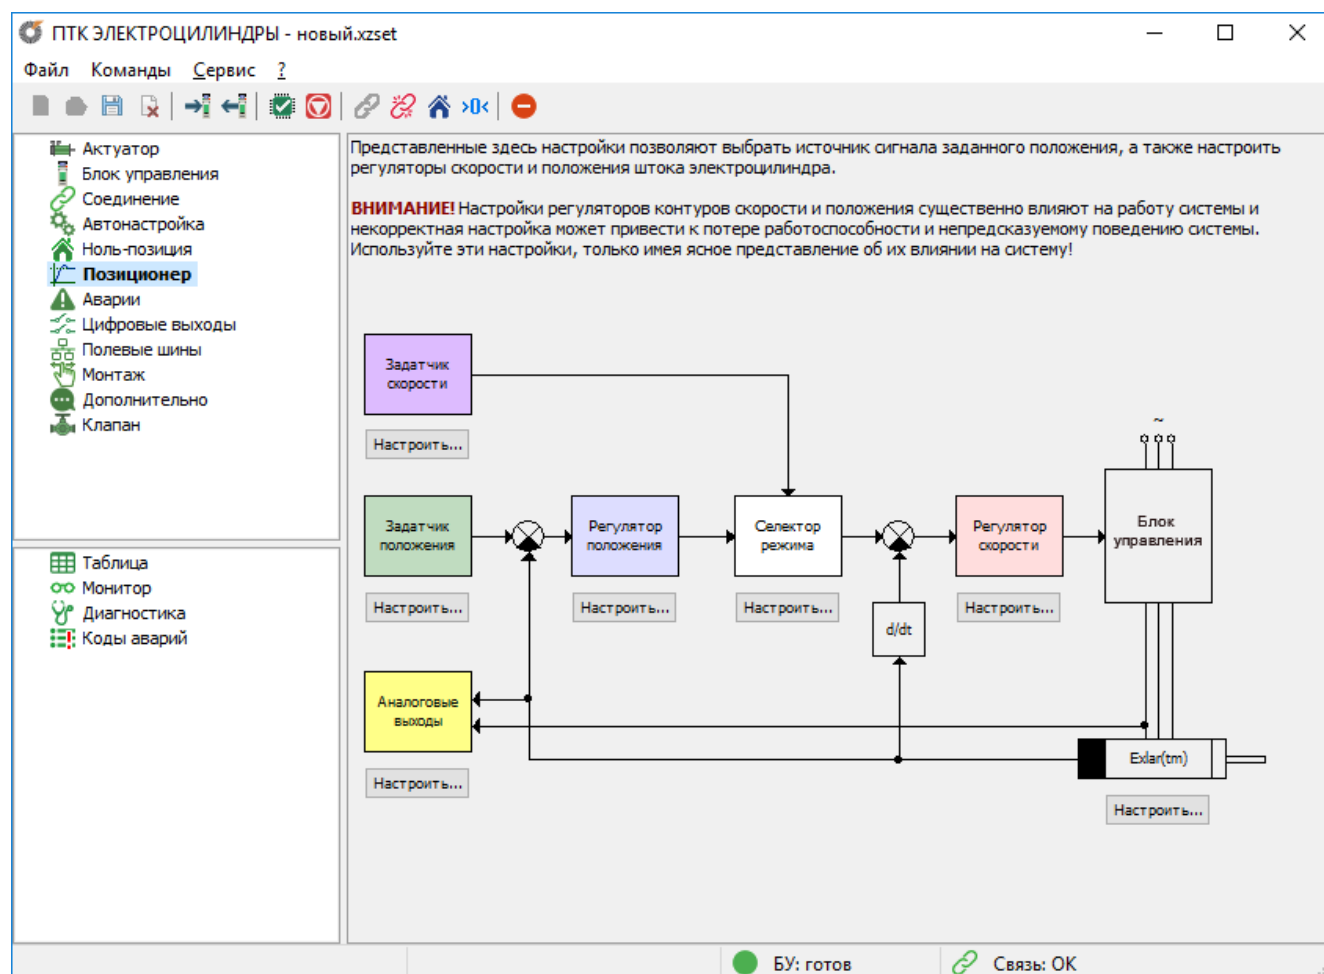 ПТК ЭЛЕКТРОЦИЛИНДРЫ - новый.xzset
Файл Команды Сервис ?
>0<
Актуатор
Блок управления
Соединение
Автонастройка
Ноль-позиция
Позиционер
Аварии
Цифровые выходы
Полевые шины
Монтаж
Дополнительно
Клапан
Таблица
Монитор
Диагностика
Коды аварий
Представленные здесь настройки позволяют выбрать источник сигнала заданного положения, а также настроить
регуляторы скорости и положения штока электроцилиндра.
ВНИМАНИЕ! Настройки регуляторов контуров скорости и положения существенно влияют на работу системы и
некорректная настройка может привести к потере работоспособности и непредсказуемому поведению системы.
Используйте эти настройки, только имея ясное представление об их влиянии на систему!
Задатчик
скорости
Настроить...
~
Задатчик
положения
Настроить...
Регулятор
положения
Настроить...
Селектор
режима
Настроить...
d/dt
Регулятор
скорости
Настроить...
Блок
управления
Аналоговые
выходы
Настроить...
Exlar(tm)
Настроить...
БУ: готов
Связь: ОК